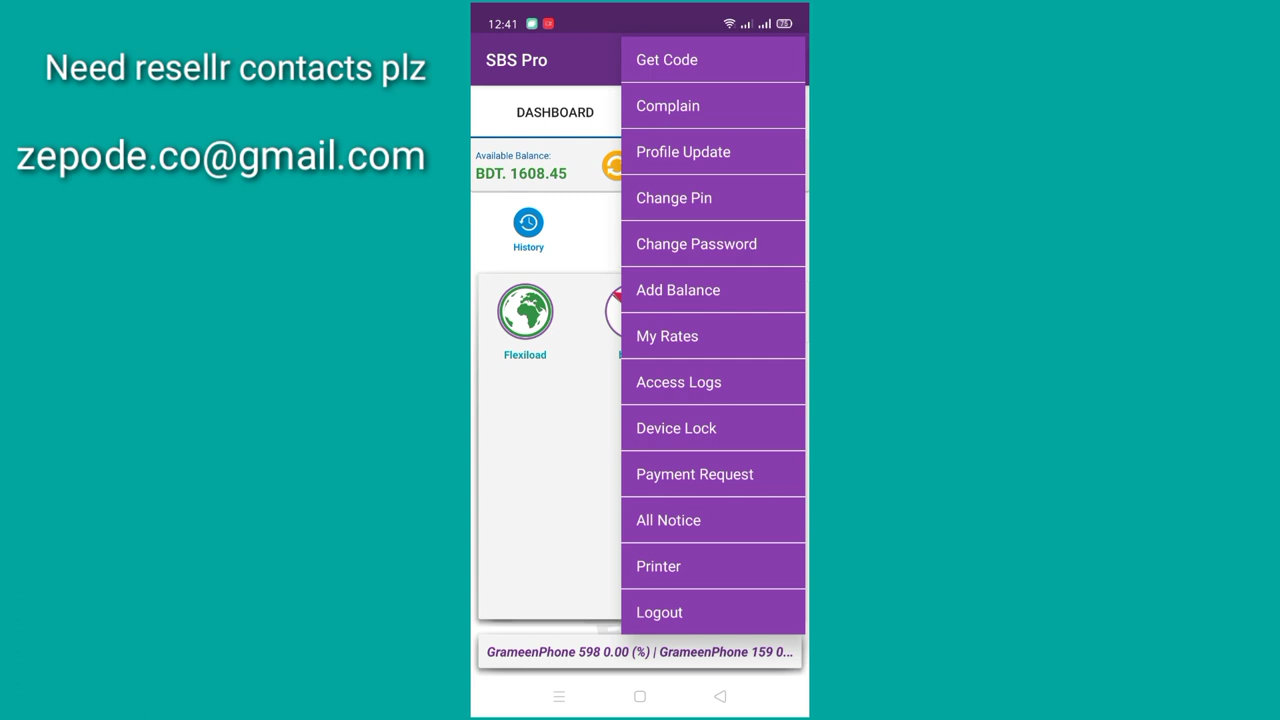 Need resellr contacts plz
zepode.co@gmail.com
12:41
75
SBS Pro
DASHBOARD
Available Balance:
BDT. 1608.45
History
Flexiload
Get Code
Complain
Profile Update
Change Pin
Change Password
Add Balance
My Rates
Access Logs
Device Lock
Payment Request
All Notice
Printer
Logout
GrameenPhone 598 0.00 (%) | GrameenPhone 159 0...